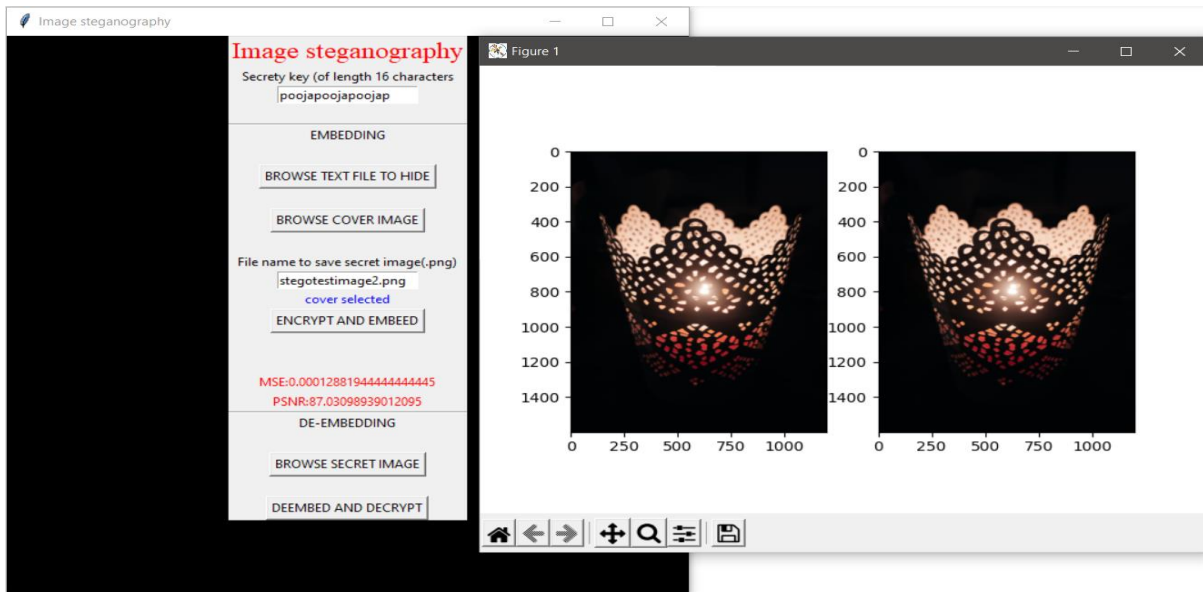 Image steganography
Image steganography
Secrety key (of length 16 characters
poojapoojapoojap
EMBEDDING
BROWSE TEXT FILE TO HIDE
BROWSE COVER IMAGE
File name to save secret image(.png)
stegotestimage2.png
cover selected
ENCRYPT AND EMBEED
MSE:0.00012881944444444445
PSNR:87.03098939012095
DE-EMBEDDING
BROWSE SECRET IMAGE
DEEMBED AND DECRYPT
Figure 1
0
200
400
600
800
1000
1200
1400
0 250 500 750 1000
0
200
400
600
800
1000
1200
1400
0 250 500 750 1000